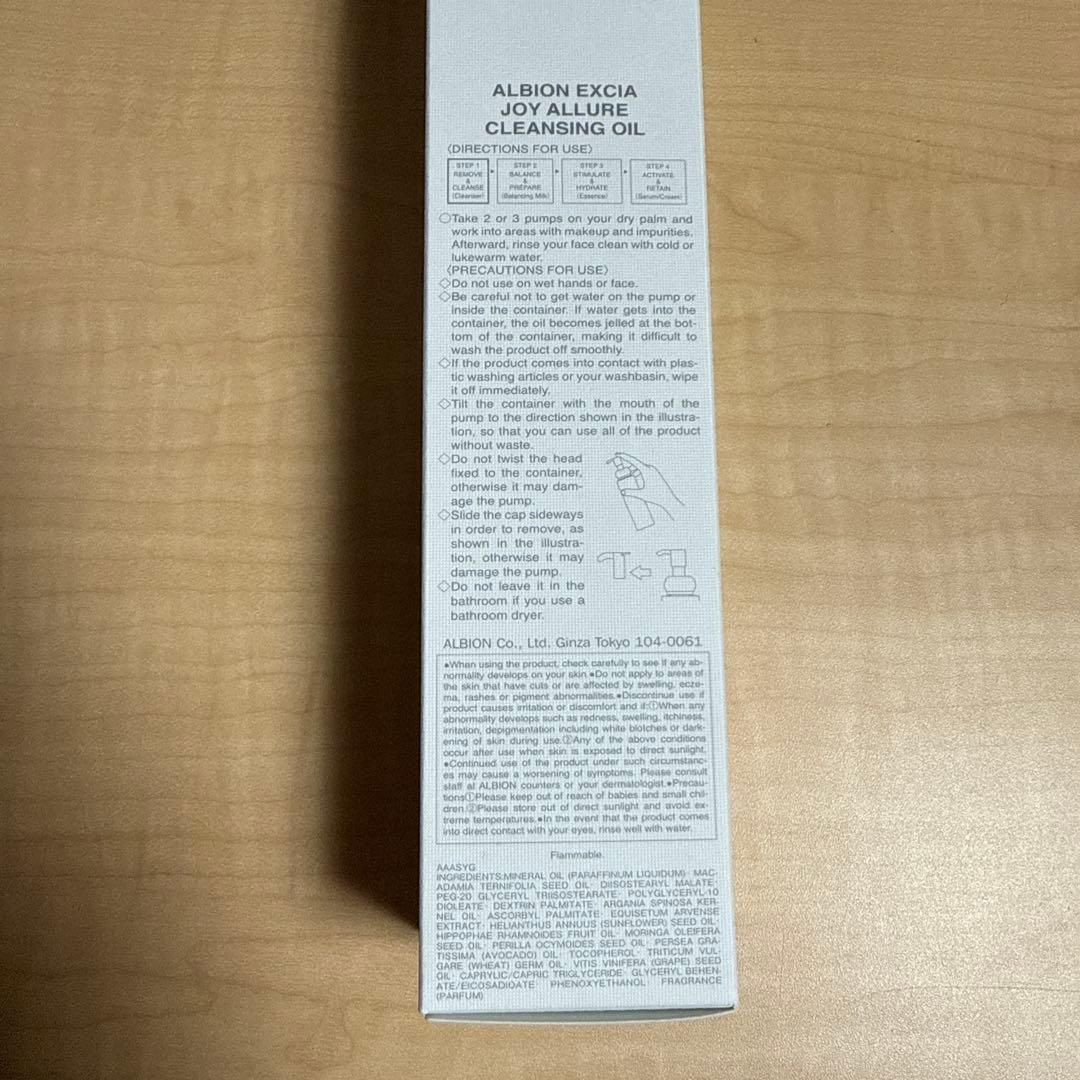 ALBION EXCIA
JOY ALLURE
CLEANSING OIL
〈DIRECTIONS FOR USE〉
STEP 1
REMOVE
&
CLEANSE
(Cleanser)
STEP 2
BALANCE
&
PREPARE
(Balancing Milk)
STEP 3
STIMULATE
&
HYDRATE
(Essence)
STEP 4
ACTIVATE
&
RETAIN
(Serum/Cream)
○Take 2 or 3 pumps on your dry palm and
work into areas with makeup and impurities.
Afterward, rinse your face clean with cold or
lukewarm water.
〈PRECAUTIONS FOR USE〉
◇Do not use on wet hands or face.
◇Be careful not to get water on the pump or
inside the container. If water gets into the
container, the oil becomes jelled at the bot-
tom of the container, making it difficult to
wash the product off smoothly.
◇If the product comes into contact with plas-
tic washing articles or your washbasin, wipe
it off immediately.
◇Tilt the container with the mouth of the
pump to the direction shown in the illustra-
tion, so that you can use all of the product
without waste.
◇Do not twist the head
fixed to the container,
otherwise it may dam-
age the pump.
◇Slide the cap sideways
in order to remove, as
shown in the illustra-
tion, otherwise it may
damage the pump.
◇Do not leave it in the
bathroom if you use a
bathroom dryer.
ALBION Co., Ltd. Ginza Tokyo 104-0061
●When using the product, check carefully to see if any ab-
normality develops on your skin.●Do not apply to areas of
the skin that have cuts or are affected by swelling, ecze-
ma, rashes or pigment abnormalities.●Discontinue use if
product causes irritation or discomfort and if:①When any
abnormality develops such as redness, swelling, itchiness,
irritation, depigmentation including white blotches or dark-
ening of skin during use.②Any of the above conditions
occur after use when skin is exposed to direct sunlight.
●Continued use of the product under such circumstanc-
es may cause a worsening of symptoms. Please consult
staff at ALBION counters or your dermatologist.●Precau-
tions①Please keep out of reach of babies and small chil-
dren.②Please store out of direct sunlight and avoid ex-
treme temperatures.●In the event that the product comes
into direct contact with your eyes, rinse well with water.
Flammable.
AAASYG
INGREDIENTS:MINERAL OIL (PARAFFINUM LIQUIDUM)· MAC-
ADAMIA TERNIFOLIA SEED OIL· DIISOSTEARYL MALATE·
PEG-20 GLYCERYL TRIISOSTEARATE· POLYGLYCERYL-10
DIOLEATE· DEXTRIN PALMITATE· ARGANIA SPINOSA KER-
NEL OIL· ASCORBYL PALMITATE· EQUISETUM ARVENSE
EXTRACT· HELIANTHUS ANNUUS (SUNFLOWER) SEED OIL·
HIPPOPHAE RHAMNOIDES FRUIT OIL· MORINGA OLEIFERA
SEED OIL· PERILLA OCYMOIDES SEED OIL· PERSEA GRA-
TISSIMA (AVOCADO) OIL· TOCOPHEROL· TRITICUM VUL-
GARE (WHEAT) GERM OIL· VITIS VINIFERA (GRAPE) SEED
OIL· CAPRYLIC/CAPRIC TRIGLYCERIDE· GLYCERYL BEHEN-
ATE/EICOSADIOATE· PHENOXYETHANOL· FRAGRANCE
(PARFUM)